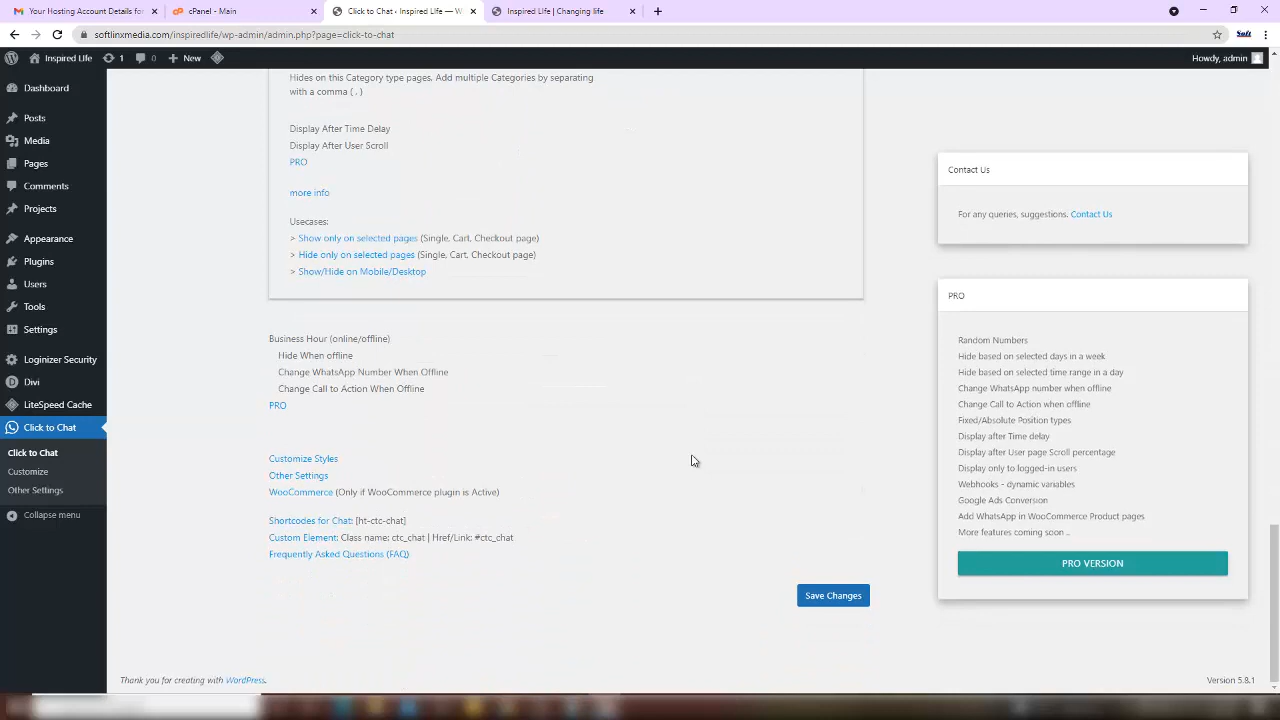 Your Hosting Account Details for
cPanel - Main
Click to Chat ‹ Inspired Life — W
Inspired Life | Changing life
softlinxmedia.com/inspiredlife/wp-admin/admin.php?page=click-to-chat
Soft
Inspired Life
1
0
New
Howdy, admin
Dashboard
Posts
Media
Pages
Comments
Projects
Appearance
Plugins
Users
Tools
Settings
Loginizer Security
Divi
LiteSpeed Cache
Click to Chat
Click to Chat
Customize
Other Settings
Collapse menu
Hides on this Category type pages. Add multiple Categories by separating
with a comma ( , )
Display After Time Delay
Display After User Scroll
PRO
more info
Usecases:
> Show only on selected pages (Single, Cart, Checkout page)
> Hide only on selected pages (Single, Cart, Checkout page)
> Show/Hide on Mobile/Desktop
Business Hour (online/offline)
Hide When offline
Change WhatsApp Number When Offline
Change Call to Action When Offline
PRO
Customize Styles
Other Settings
WooCommerce (Only if WooCommerce plugin is Active)
Shortcodes for Chat: [ht-ctc-chat]
Custom Element: Class name: ctc_chat | Href/Link: #ctc_chat
Frequently Asked Questions (FAQ)
Save Changes
Contact Us
For any queries, suggestions. Contact Us
PRO
Random Numbers
Hide based on selected days in a week
Hide based on selected time range in a day
Change WhatsApp number when offline
Change Call to Action when offline
Fixed/Absolute Position types
Display after Time delay
Display after User page Scroll percentage
Display only to logged-in users
Webhooks - dynamic variables
Google Ads Conversion
Add WhatsApp in WooCommerce Product pages
More features coming soon ..
PRO VERSION
Thank you for creating with WordPress.
Version 5.8.1